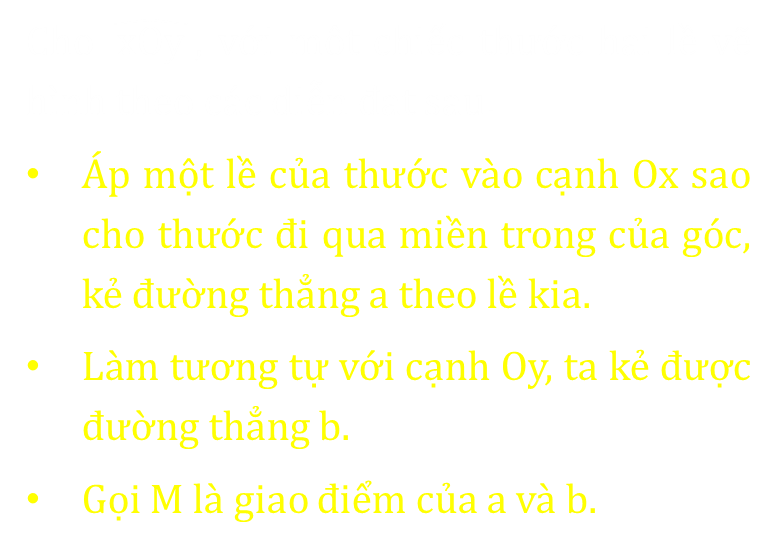 • Áp một lề của thước vào cạnh Ox sao
cho thước đi qua miền trong của góc,
kẻ đường thẳng a theo lề kia.
• Làm tương tự với cạnh Oy, ta kẻ được
đường thẳng b.
• Gọi M là giao điểm của a và b.